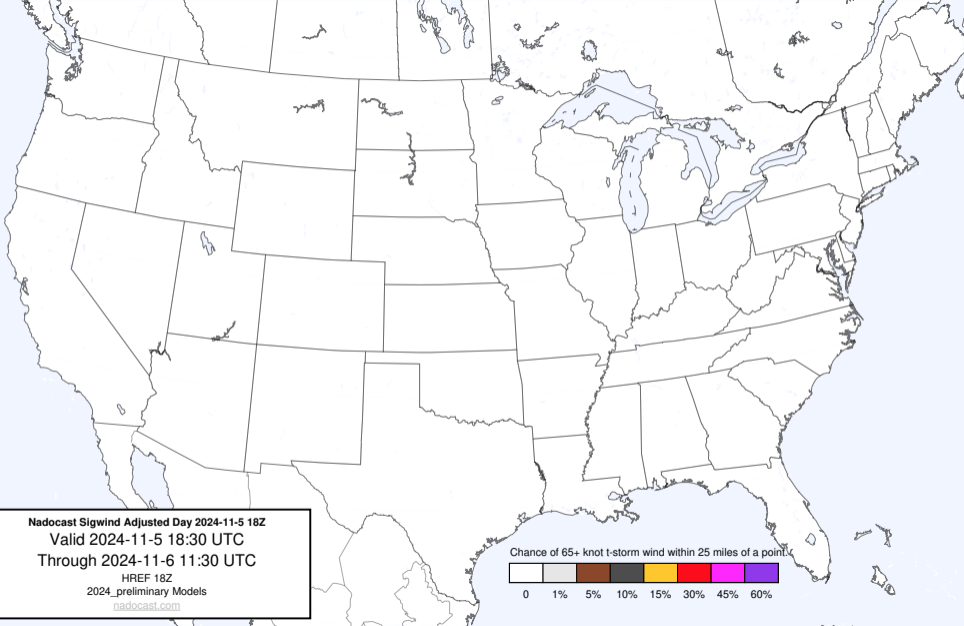 Nadocast Sigwind Adjusted Day 2024-11-5 18Z
Valid 2024-11-5 18:30 UTC
Through 2024-11-6 11:30 UTC
HREF 18Z
2024_preliminary Models
nadocast.com
Chance of 65+ knot t-storm wind within 25 miles of a point.
0 1% 5% 10% 15% 30% 45% 60%